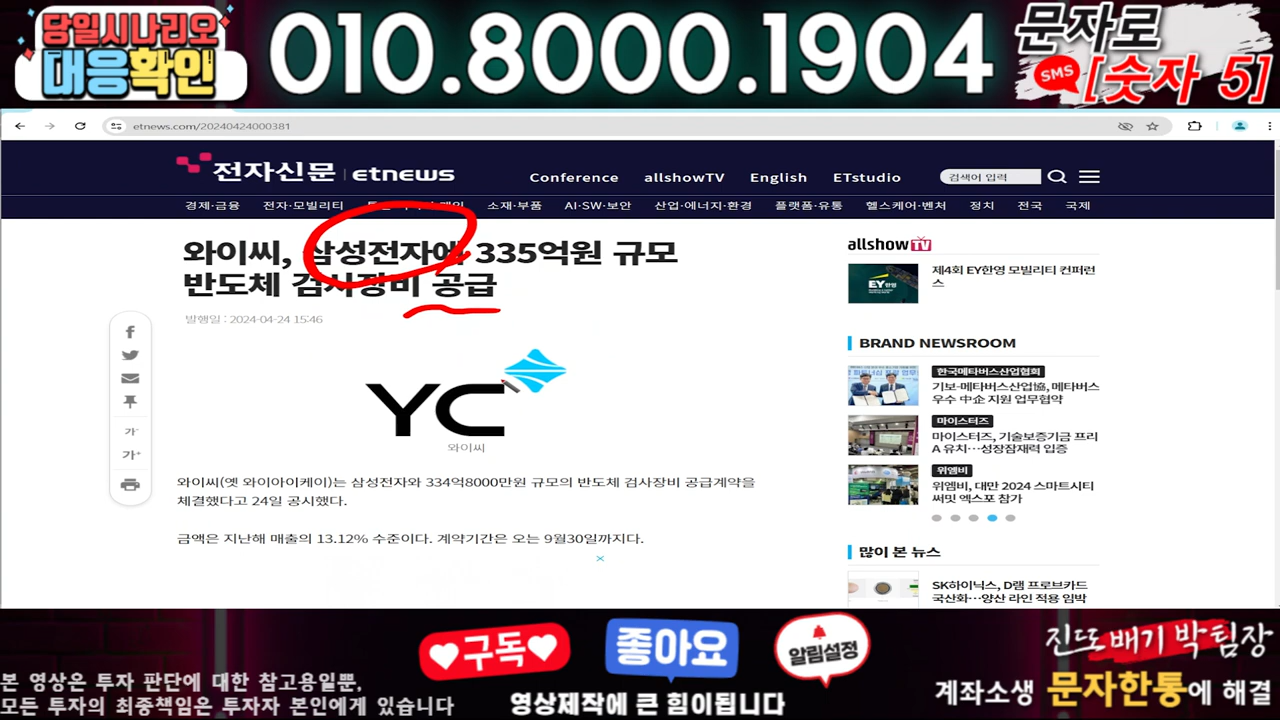 당일시나리오
대응확인
010.8000.1904
문자로
SMS
[숫자 5]
etnews.com/20240424000381
전자신문 | etnews
Conference allshowTV English ETstudio
검색어 입력
경제·금융 전자·모빌리티 소재·부품 AI·SW·보안 산업·에너지·환경 플랫폼·유통 헬스케어·벤처 정치 전국 국제
와이씨, 삼성전자에 335억원 규모
반도체 검사장비 공급
발행일 : 2024-04-24 15:46
가-
가+
YC
와이씨
와이씨(옛 와이아이케이)는 삼성전자와 334억8000만원 규모의 반도체 검사장비 공급계약을
체결했다고 24일 공시했다.
금액은 지난해 매출의 13.12% 수준이다. 계약기간은 오는 9월30일까지다.
allshowTV
EY한영
제4회 EY한영 모빌리티 컨퍼런
스
BRAND NEWSROOM
한국메타버스산업협회
기보-메타버스산업협, 메타버스
우수 中企 지원 업무협약
마이스터즈
마이스터즈, 기술보증기금 프리
A 유치…성장잠재력 입증
위엠비
위엠비, 대만 2024 스마트시티
써밋 엑스포 참가
많이 본 뉴스
SK하이닉스, D램 프로브카드
국산화…양산 라인 적용 임박
구독
좋아요
알림설정
영상제작에 큰 힘이됩니다
본 영상은 투자 판단에 대한 참고용일뿐,
모든 투자의 최종책임은 투자자 본인에게 있습니다
진또배기 박팀장
계좌소생 문자한통에 해결